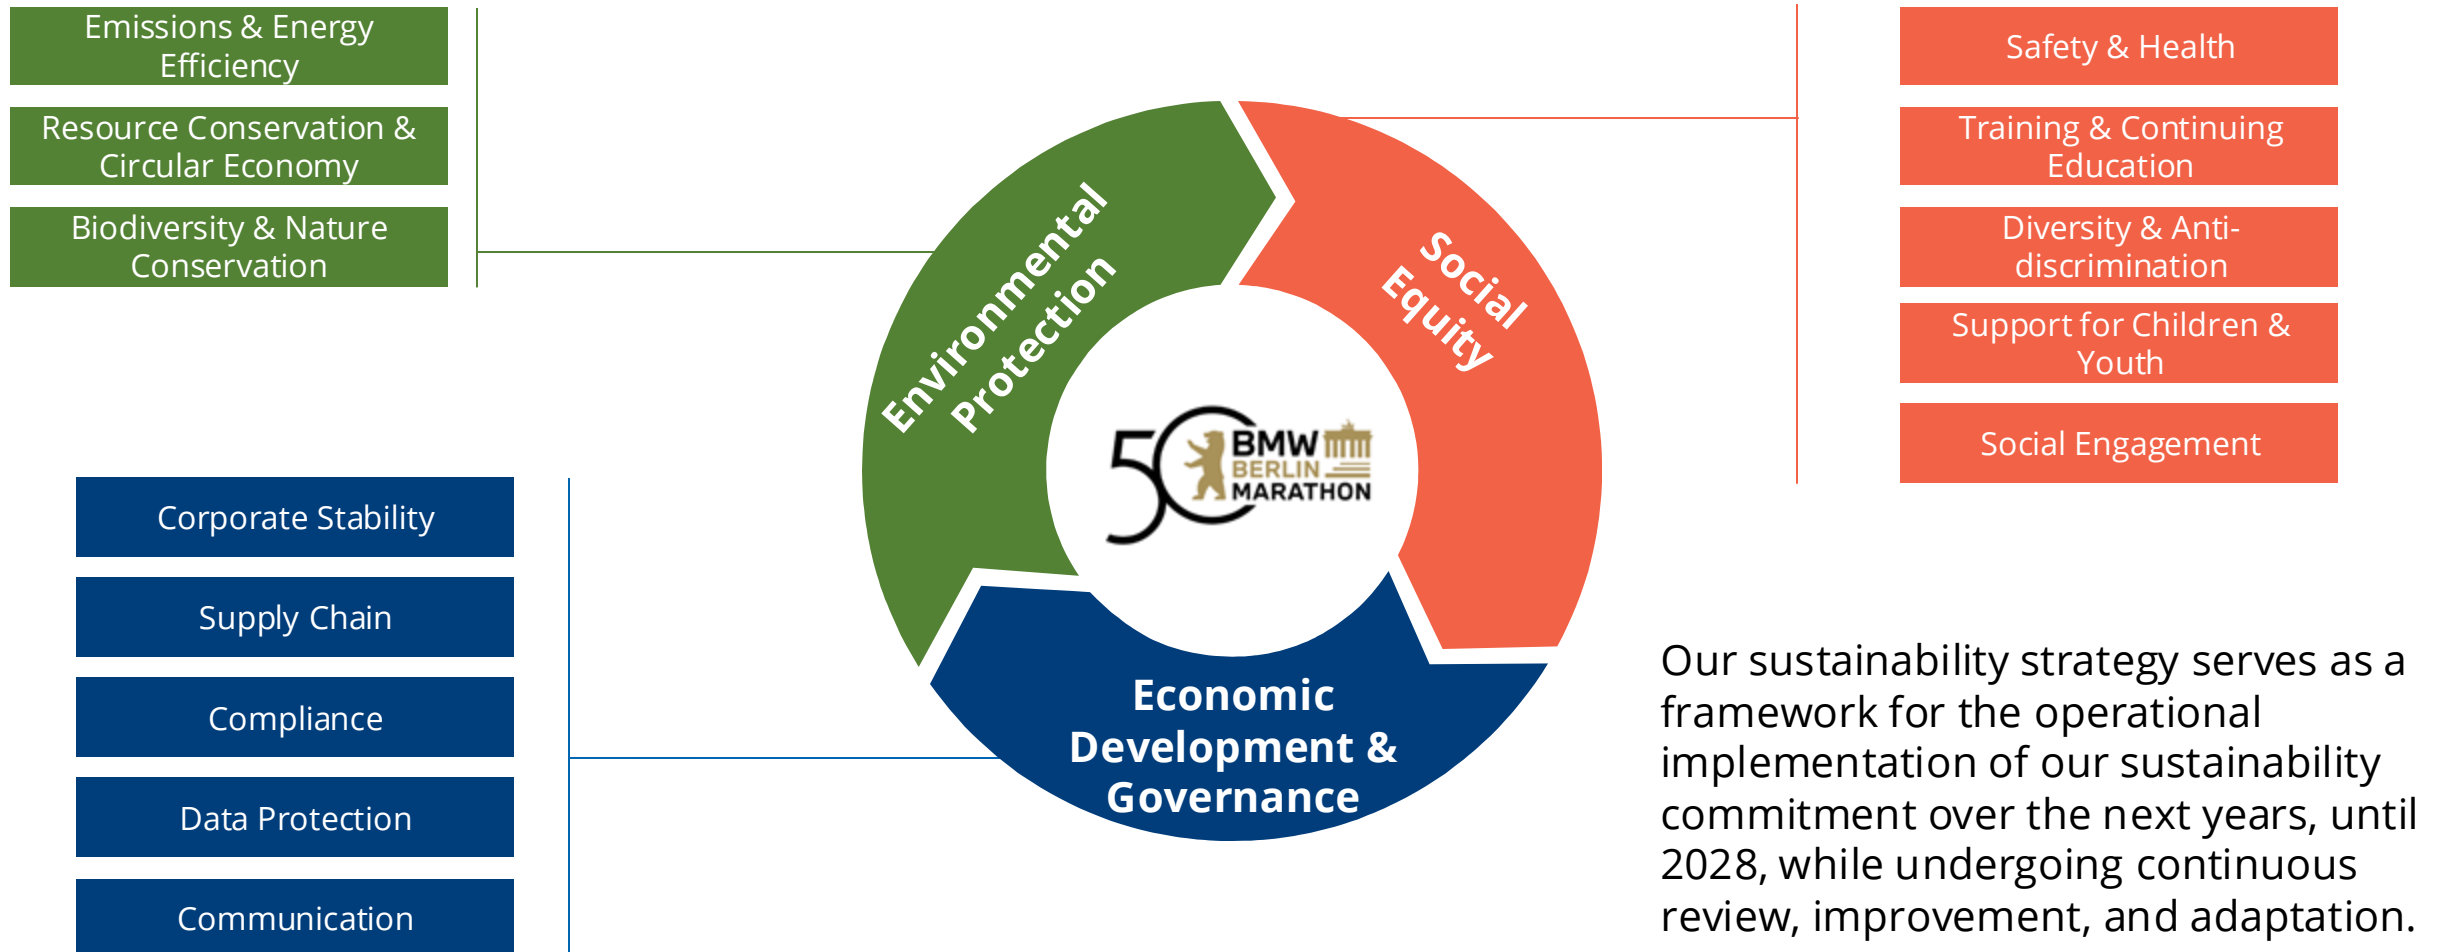 Emissions & Energy
Efficiency
Resource Conservation &
Circular Economy
Biodiversity & Nature
Conservation
Safety & Health
Training & Continuing
Education
Diversity & Anti-
discrimination
Support for Children &
Youth
Social Engagement
Environmental
Protection
Social
Equity
50
BMW
BERLIN
MARATHON
Economic
Development &
Governance
Corporate Stability
Supply Chain
Compliance
Data Protection
Communication
Our sustainability strategy serves as a
framework for the operational
implementation of our sustainability
commitment over the next years, until
2028, while undergoing continuous
review, improvement, and adaptation.